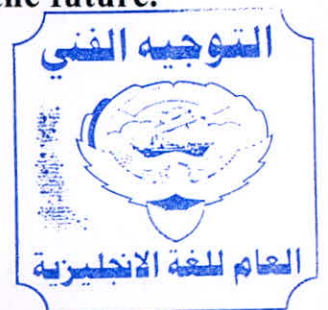 the future.
التوجيه الفني
العام للغة الانجليزية